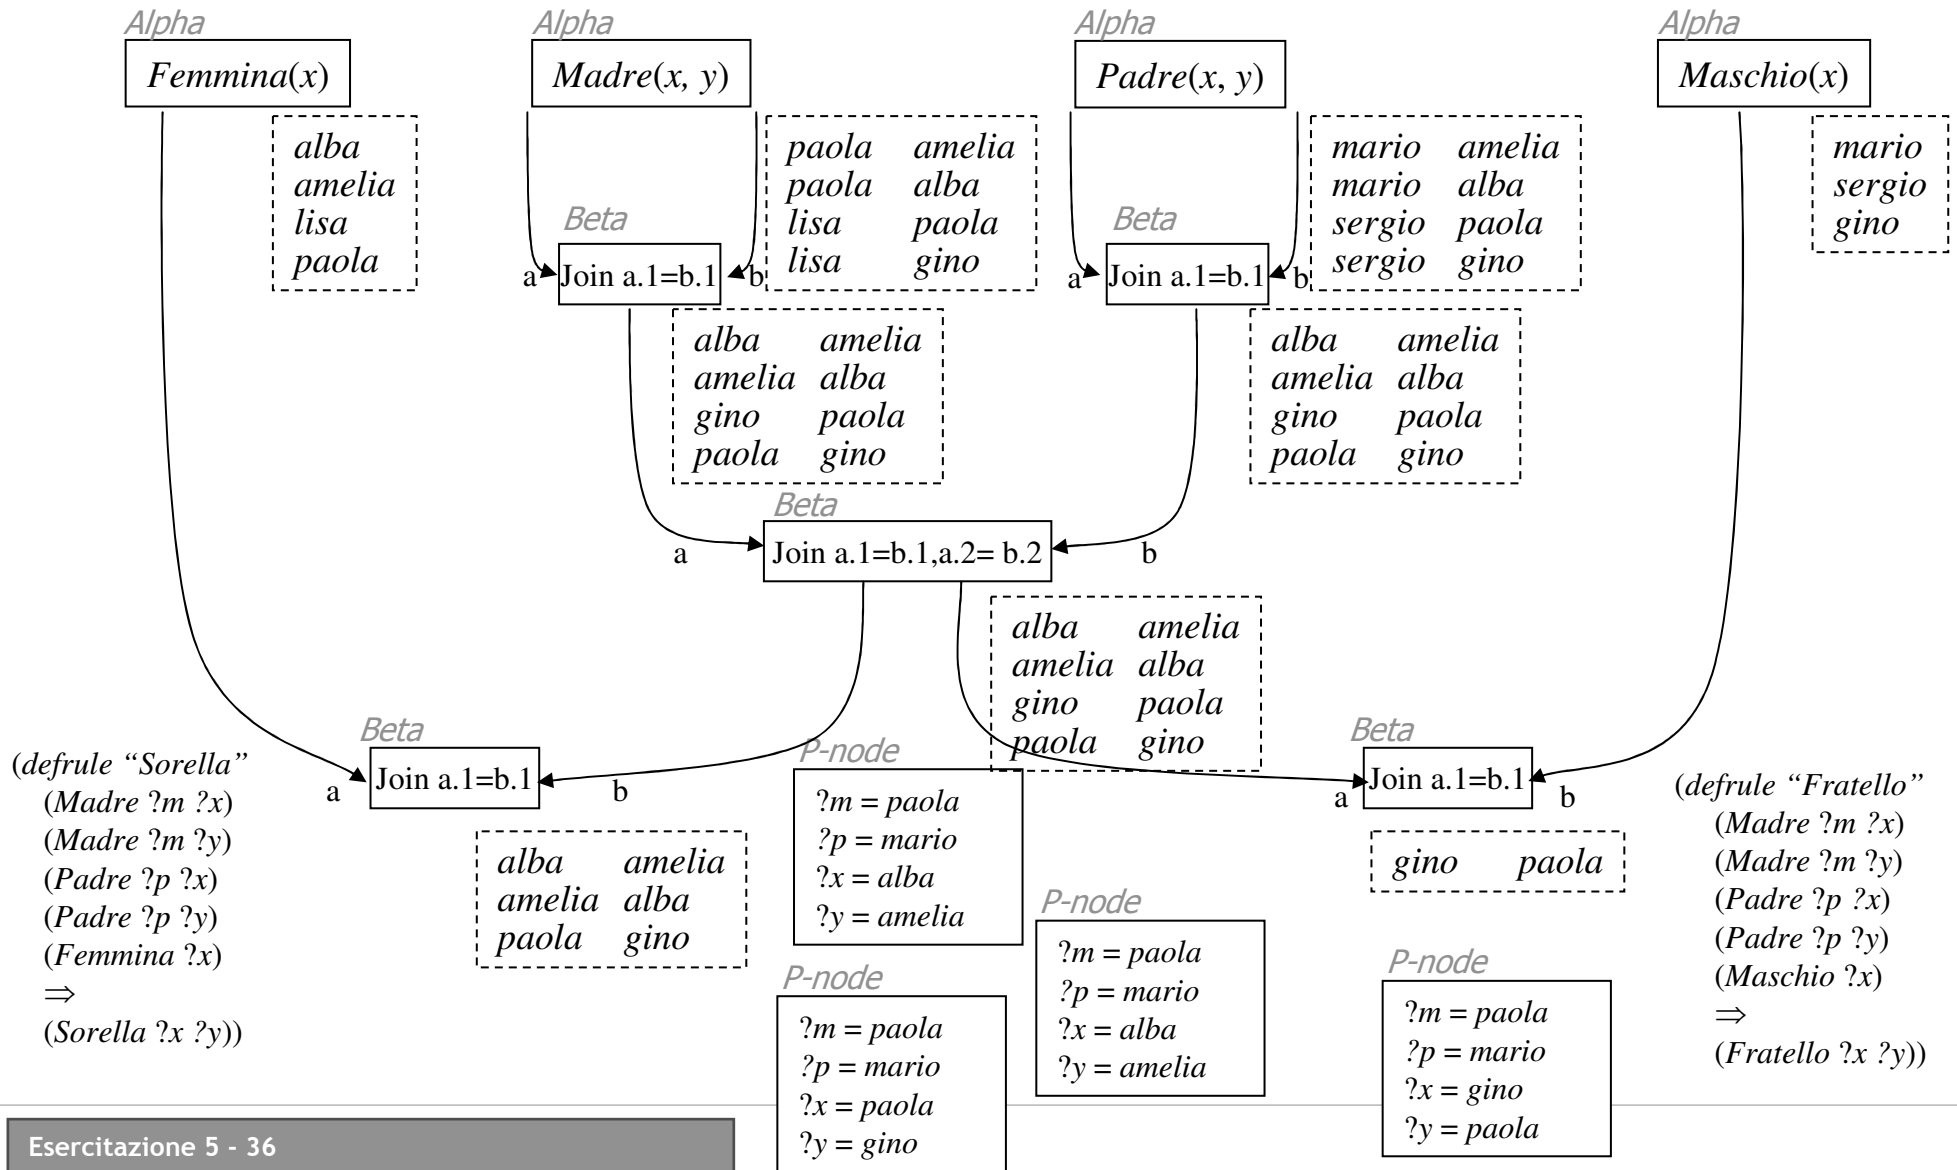 Alpha
Femmina(x)
alba
amelia
lisa
paola
Alpha
Madre(x, y)
paola amelia
paola alba
lisa paola
lisa gino
Alpha
Padre(x, y)
mario amelia
mario alba
sergio paola
sergio gino
Alpha
Maschio(x)
mario
sergio
gino
Beta
a
Join a.1=b.1
b
alba amelia
amelia alba
gino paola
paola gino
Beta
a
Join a.1=b.1
b
alba amelia
amelia alba
gino paola
paola gino
Beta
a
Join a.1=b.1,a.2= b.2
b
alba amelia
amelia alba
gino paola
paola gino
(defrule “Sorella”
(Madre ?m ?x)
(Madre ?m ?y)
(Padre ?p ?x)
(Padre ?p ?y)
(Femmina ?x)
⇒
(Sorella ?x ?y))
Beta
a
Join a.1=b.1
b
alba amelia
amelia alba
paola gino
P-node
?m = paola
?p = mario
?x = alba
?y = amelia
P-node
?m = paola
?p = mario
?x = paola
?y = gino
P-node
?m = paola
?p = mario
?x = alba
?y = amelia
Beta
a
Join a.1=b.1
b
gino paola
P-node
?m = paola
?p = mario
?x = gino
?y = paola
(defrule “Fratello”
(Madre ?m ?x)
(Madre ?m ?y)
(Padre ?p ?x)
(Padre ?p ?y)
(Maschio ?x)
⇒
(Fratello ?x ?y))
Esercitazione 5 - 36